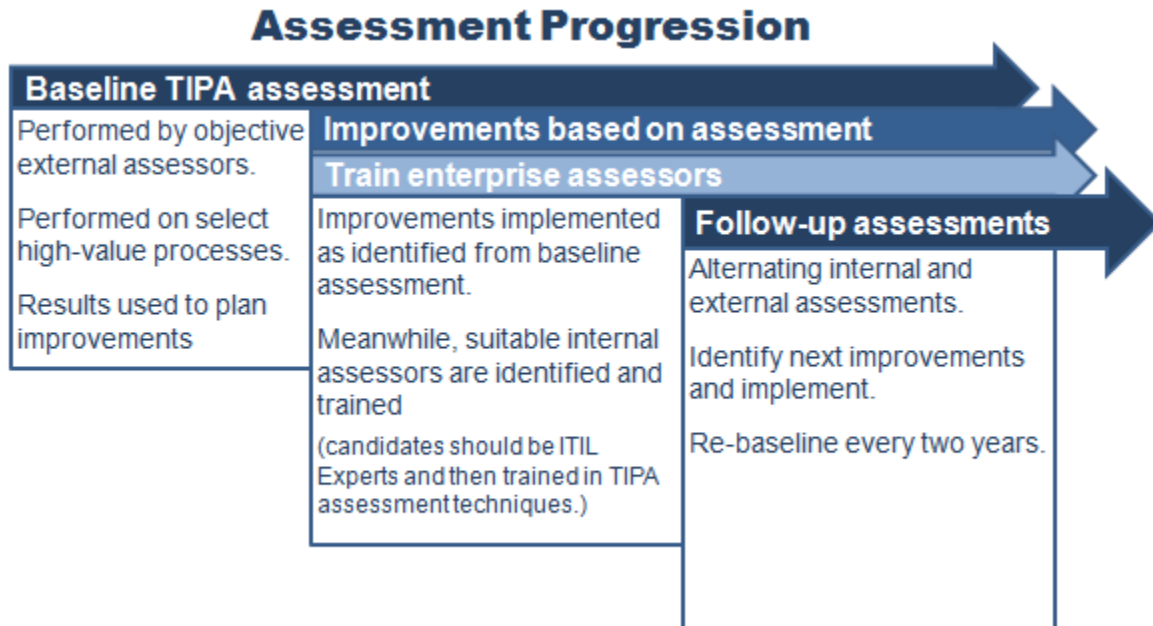 Assessment Progression
Baseline TIPA assessment
Performed by objective
external assessors.
Performed on select
high-value processes.
Results used to plan
improvements
Improvements based on assessment
Train enterprise assessors
Improvements implemented
as identified from baseline
assessment.
Meanwhile, suitable internal
assessors are identified and
trained
(candidates should be ITIL
Experts and then trained in TIPA
assessment techniques.)
Follow-up assessments
Alternating internal and
external assessments.
Identify next improvements
and implement.
Re-baseline every two years.